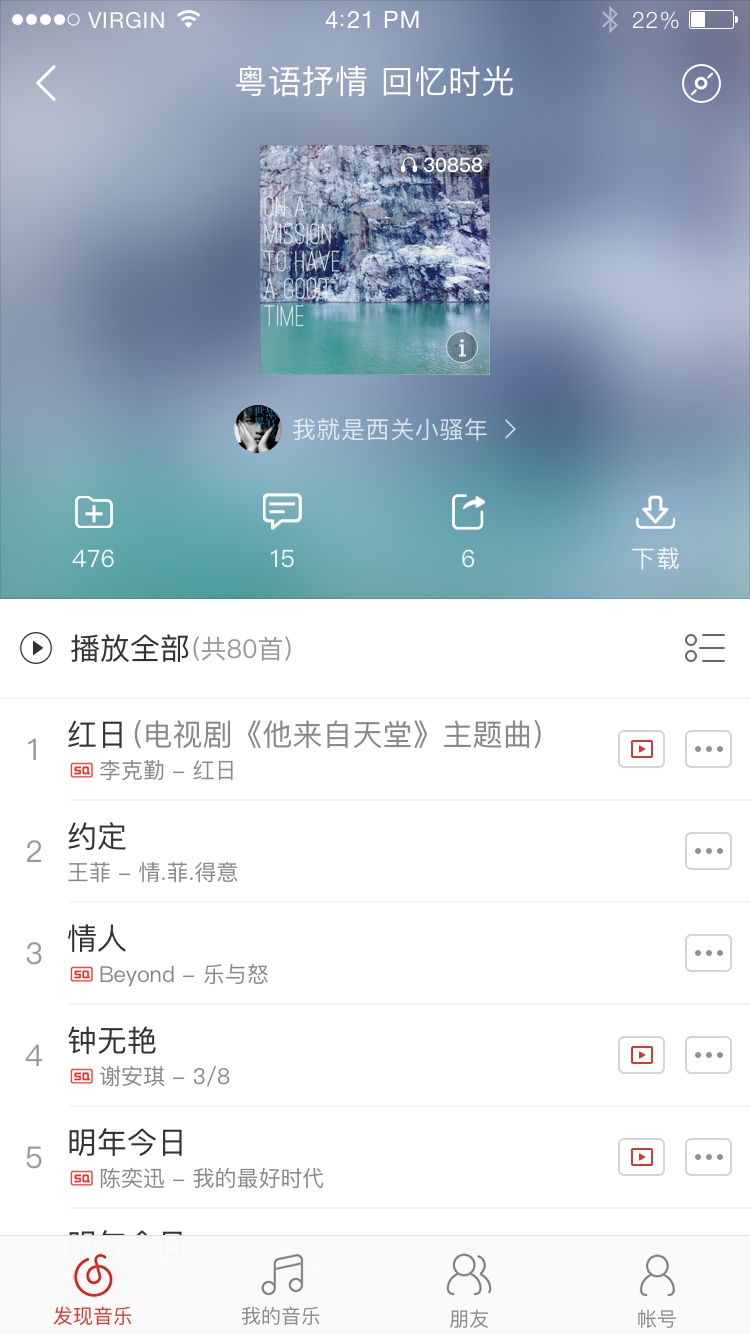 VIRGIN 4:21 PM 22%
粤语抒情 回忆时光
30858
ON A
MISSION
TO HAVE
A GOOD
TIME
我就是西关小骚年
476 15 6 下载
播放全部(共80首)
1 红日(电视剧《他来自天堂》主题曲)
SQ 李克勤 – 红日
2 约定
王菲 – 情.菲.得意
3 情人
SQ Beyond – 乐与怒
4 钟无艳
SQ 谢安琪 – 3/8
5 明年今日
SQ 陈奕迅 – 我的最好时代
明年今日
发现音乐 我的音乐 朋友 帐号